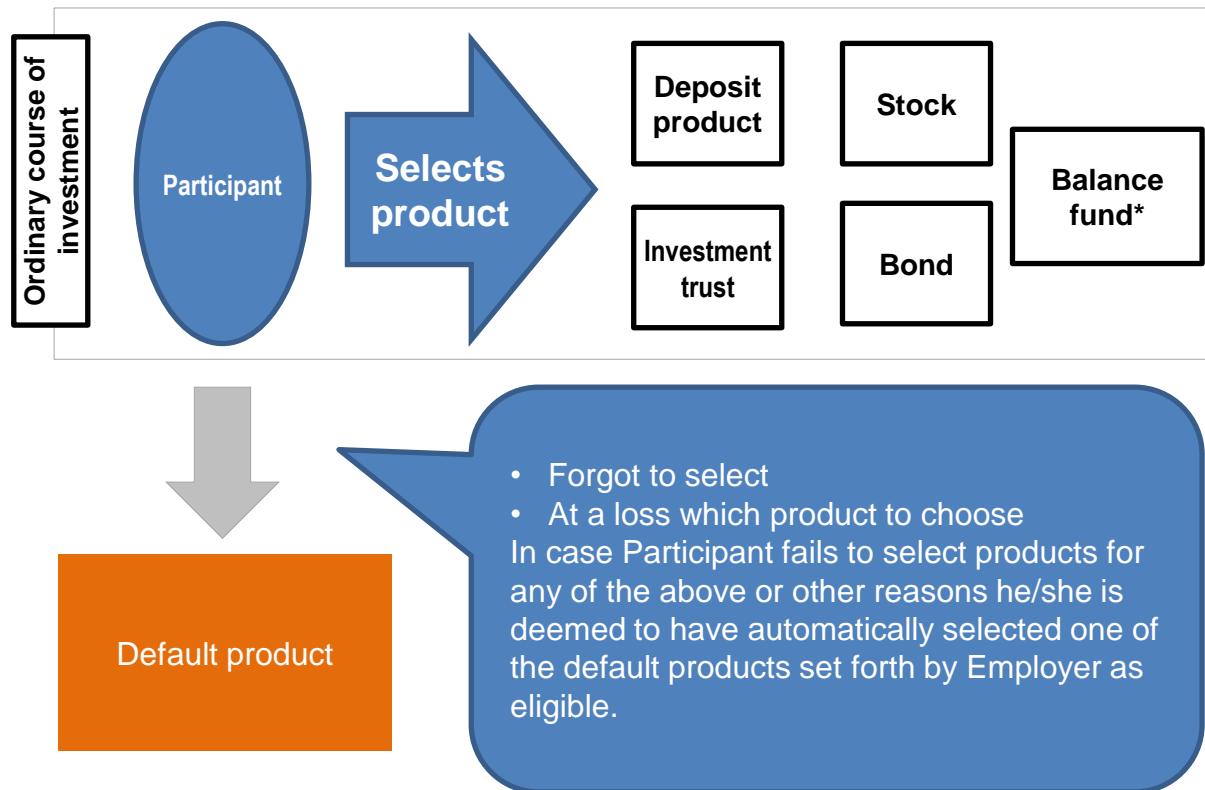 Ordinary course of
investment
Participant
Selects
product
Deposit
product
Stock
Balance
fund*
Investment
trust
Bond
• Forgot to select
• At a loss which product to choose
In case Participant fails to select products for
any of the above or other reasons he/she is
deemed to have automatically selected one of
the default products set forth by Employer as
eligible.
Default product